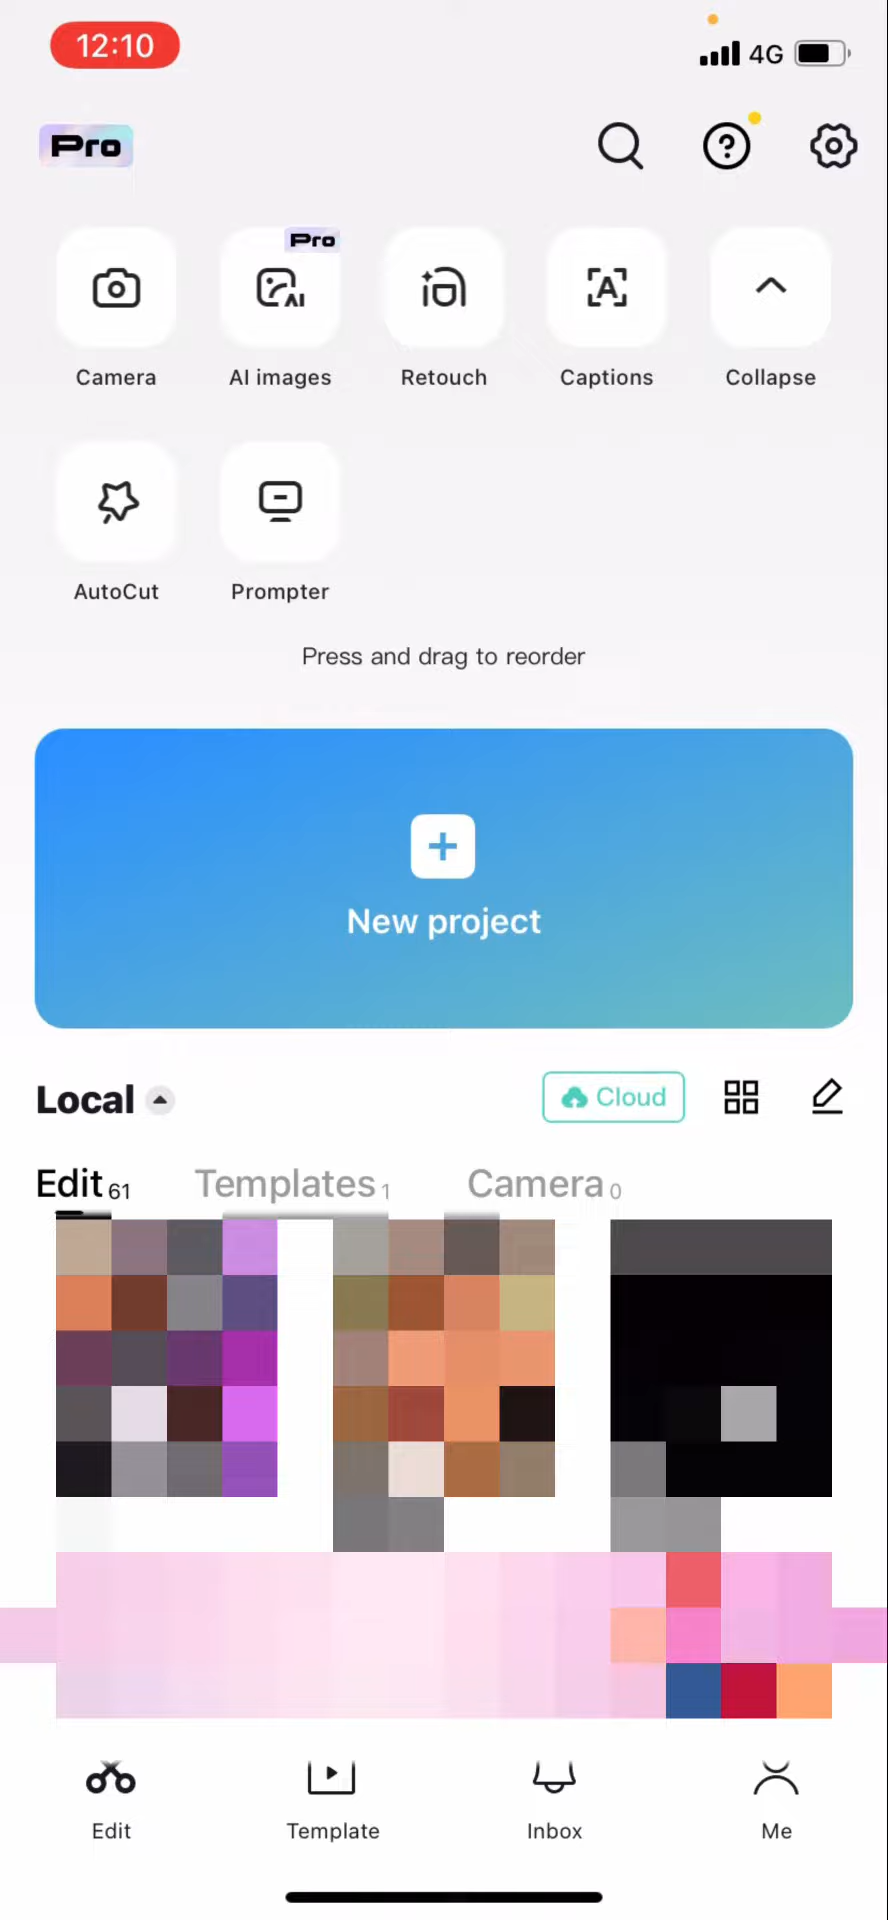 12:10
4G
Pro
Pro
Camera
AI images
Retouch
Captions
Collapse
AutoCut
Prompter
Press and drag to reorder
New project
Local
Cloud
Edit 61
Templates 1
Camera 0
Edit
Template
Inbox
Me